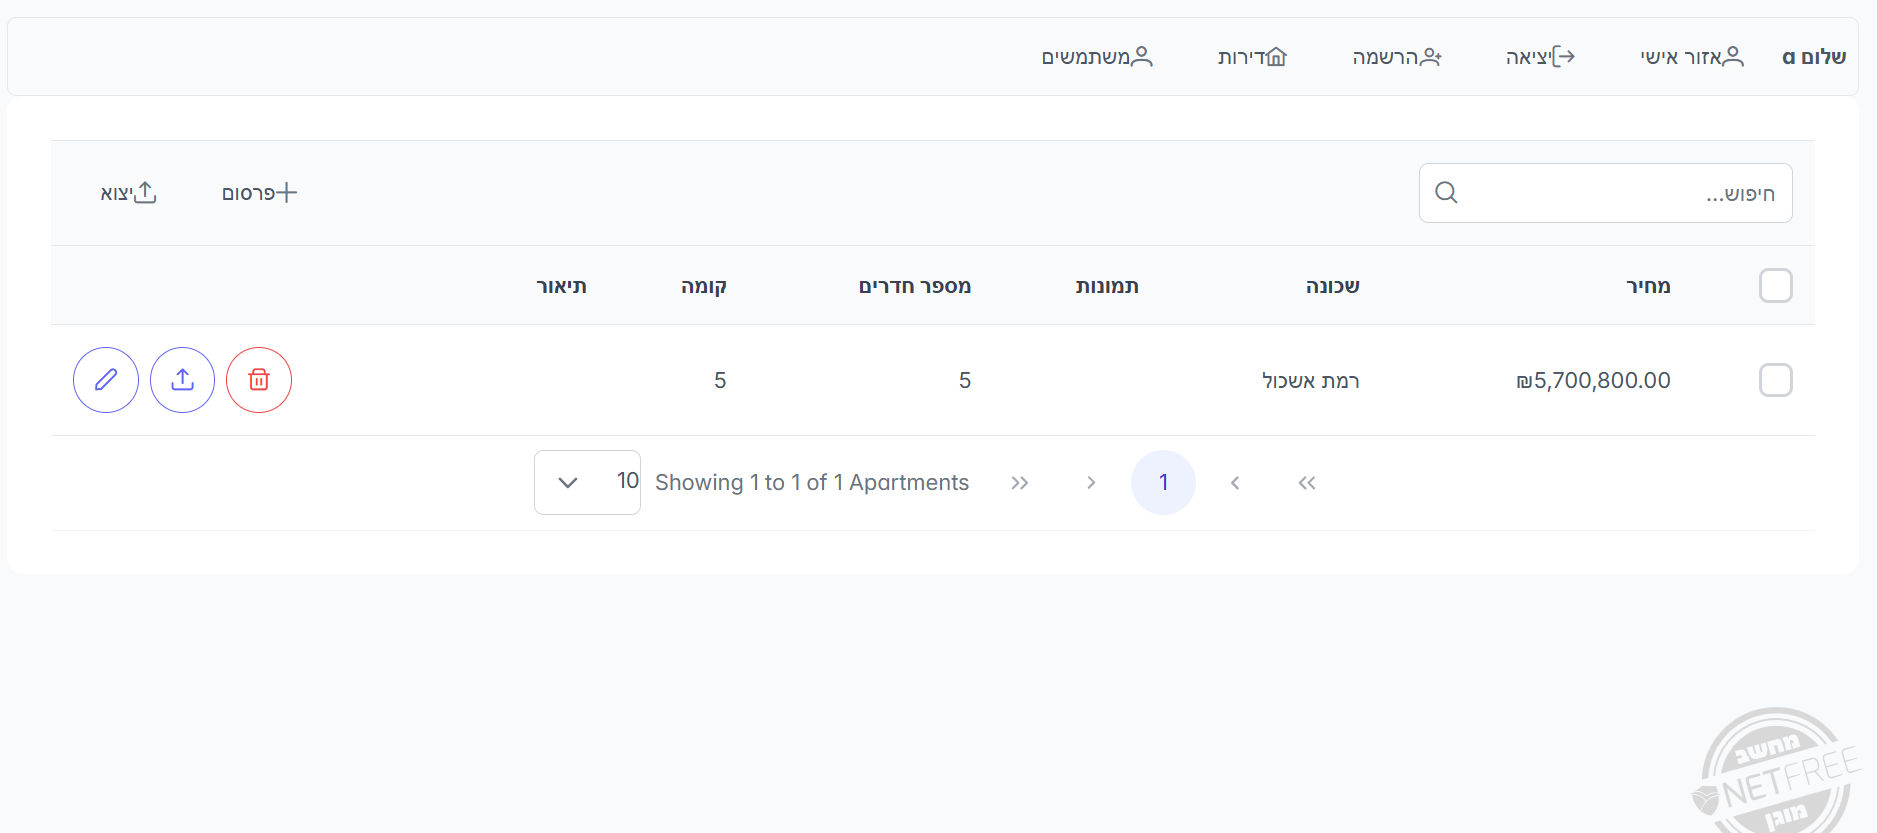 שלום a אזור אישי יציאה הרשמה דירות משתמשים
חיפוש... פרסום יצוא
מחיר שכונה תמונות מספר חדרים קומה תיאור
₪5,700,800.00 רמת אשכול 5 5
1 Showing 1 to 1 of 1 Apartments 10
מחשב
NETFREE
מוגן